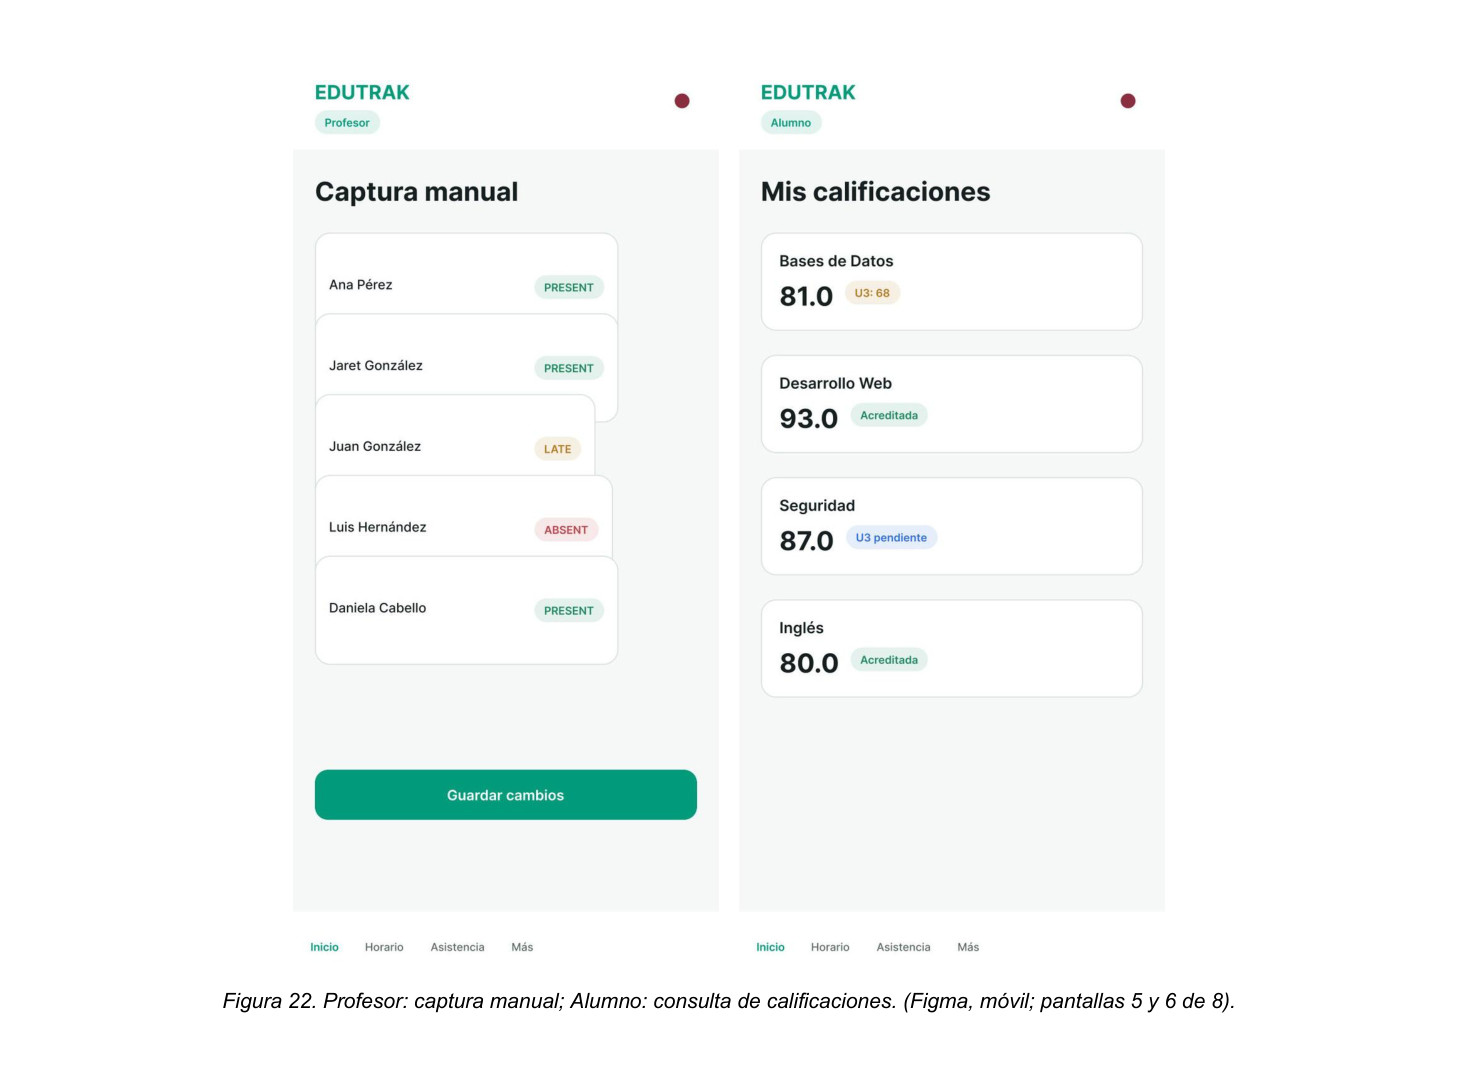 EDUTRAK
Profesor
Captura manual
Ana Pérez
PRESENT
Jaret González
PRESENT
Juan González
LATE
Luis Hernández
ABSENT
Daniela Cabello
PRESENT
Guardar cambios
Inicio Horario Asistencia Más
EDUTRAK
Alumno
Mis calificaciones
Bases de Datos
81.0 U3: 68
Desarrollo Web
93.0 Acreditada
Seguridad
87.0 U3 pendiente
Inglés
80.0 Acreditada
Inicio Horario Asistencia Más
Figura 22. Profesor: captura manual; Alumno: consulta de calificaciones. (Figma, móvil; pantallas 5 y 6 de 8).